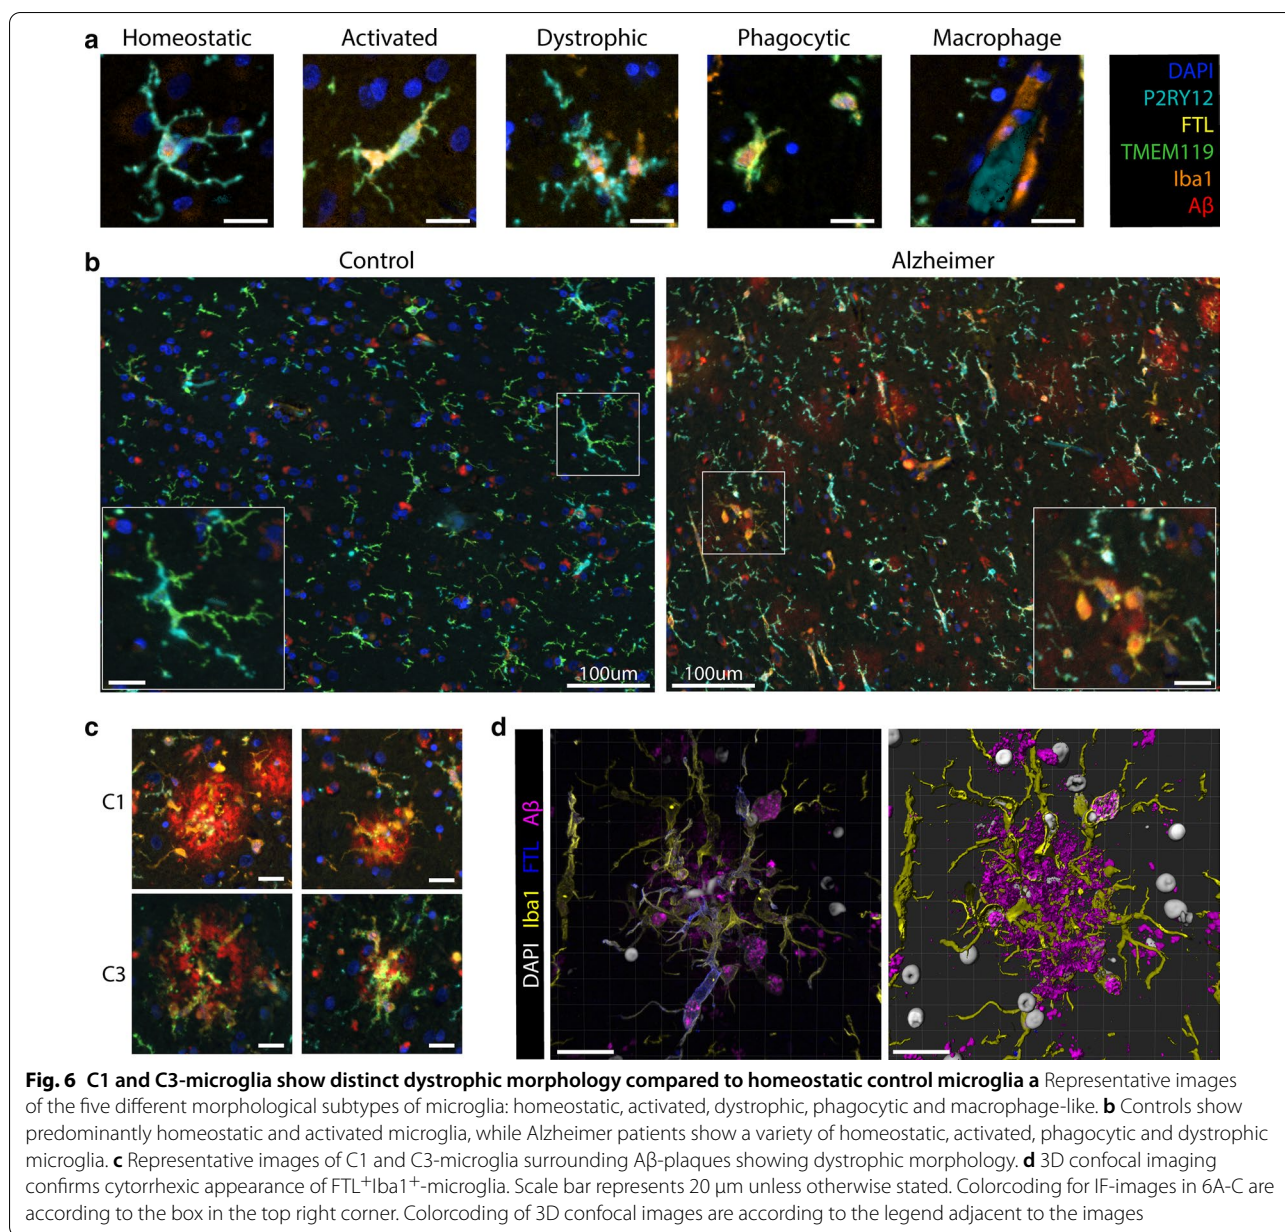 a
Homeostatic Activated Dystrophic Phagocytic Macrophage
DAPI
P2RY12
FTL
TMEM119
Iba1
Aβ
b
Control Alzheimer
100um 100um
c
C1
C3
d
DAPI Iba1 FTL Aβ
Fig. 6 C1 and C3-microglia show distinct dystrophic morphology compared to homeostatic control microglia a Representative images
of the five different morphological subtypes of microglia: homeostatic, activated, dystrophic, phagocytic and macrophage-like. b Controls show
predominantly homeostatic and activated microglia, while Alzheimer patients show a variety of homeostatic, activated, phagocytic and dystrophic
microglia. c Representative images of C1 and C3-microglia surrounding Aβ-plaques showing dystrophic morphology. d 3D confocal imaging
confirms cytorrhexic appearance of FTL+Iba1+-microglia. Scale bar represents 20 µm unless otherwise stated. Colorcoding for IF-images in 6A-C are
according to the box in the top right corner. Colorcoding of 3D confocal images are according to the legend adjacent to the images